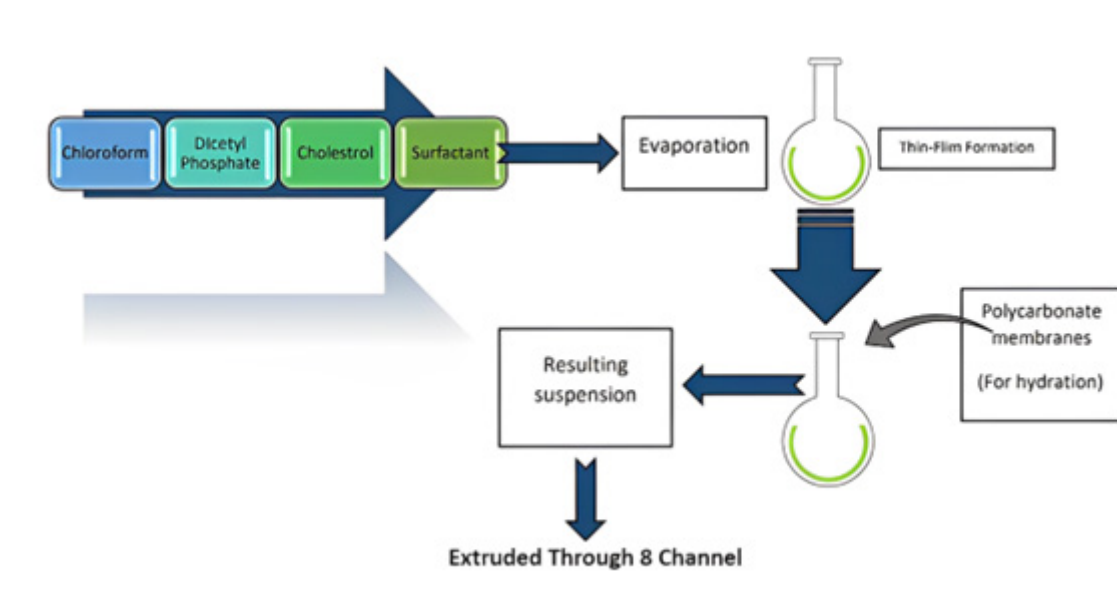 Chloroform
Dicetyl
Phosphate
Cholestrol
Surfactant
Evaporation
Thin-Flim Formation
Polycarbonate
membranes
(For hydration)
Resulting
suspension
Extruded Through 8 Channel